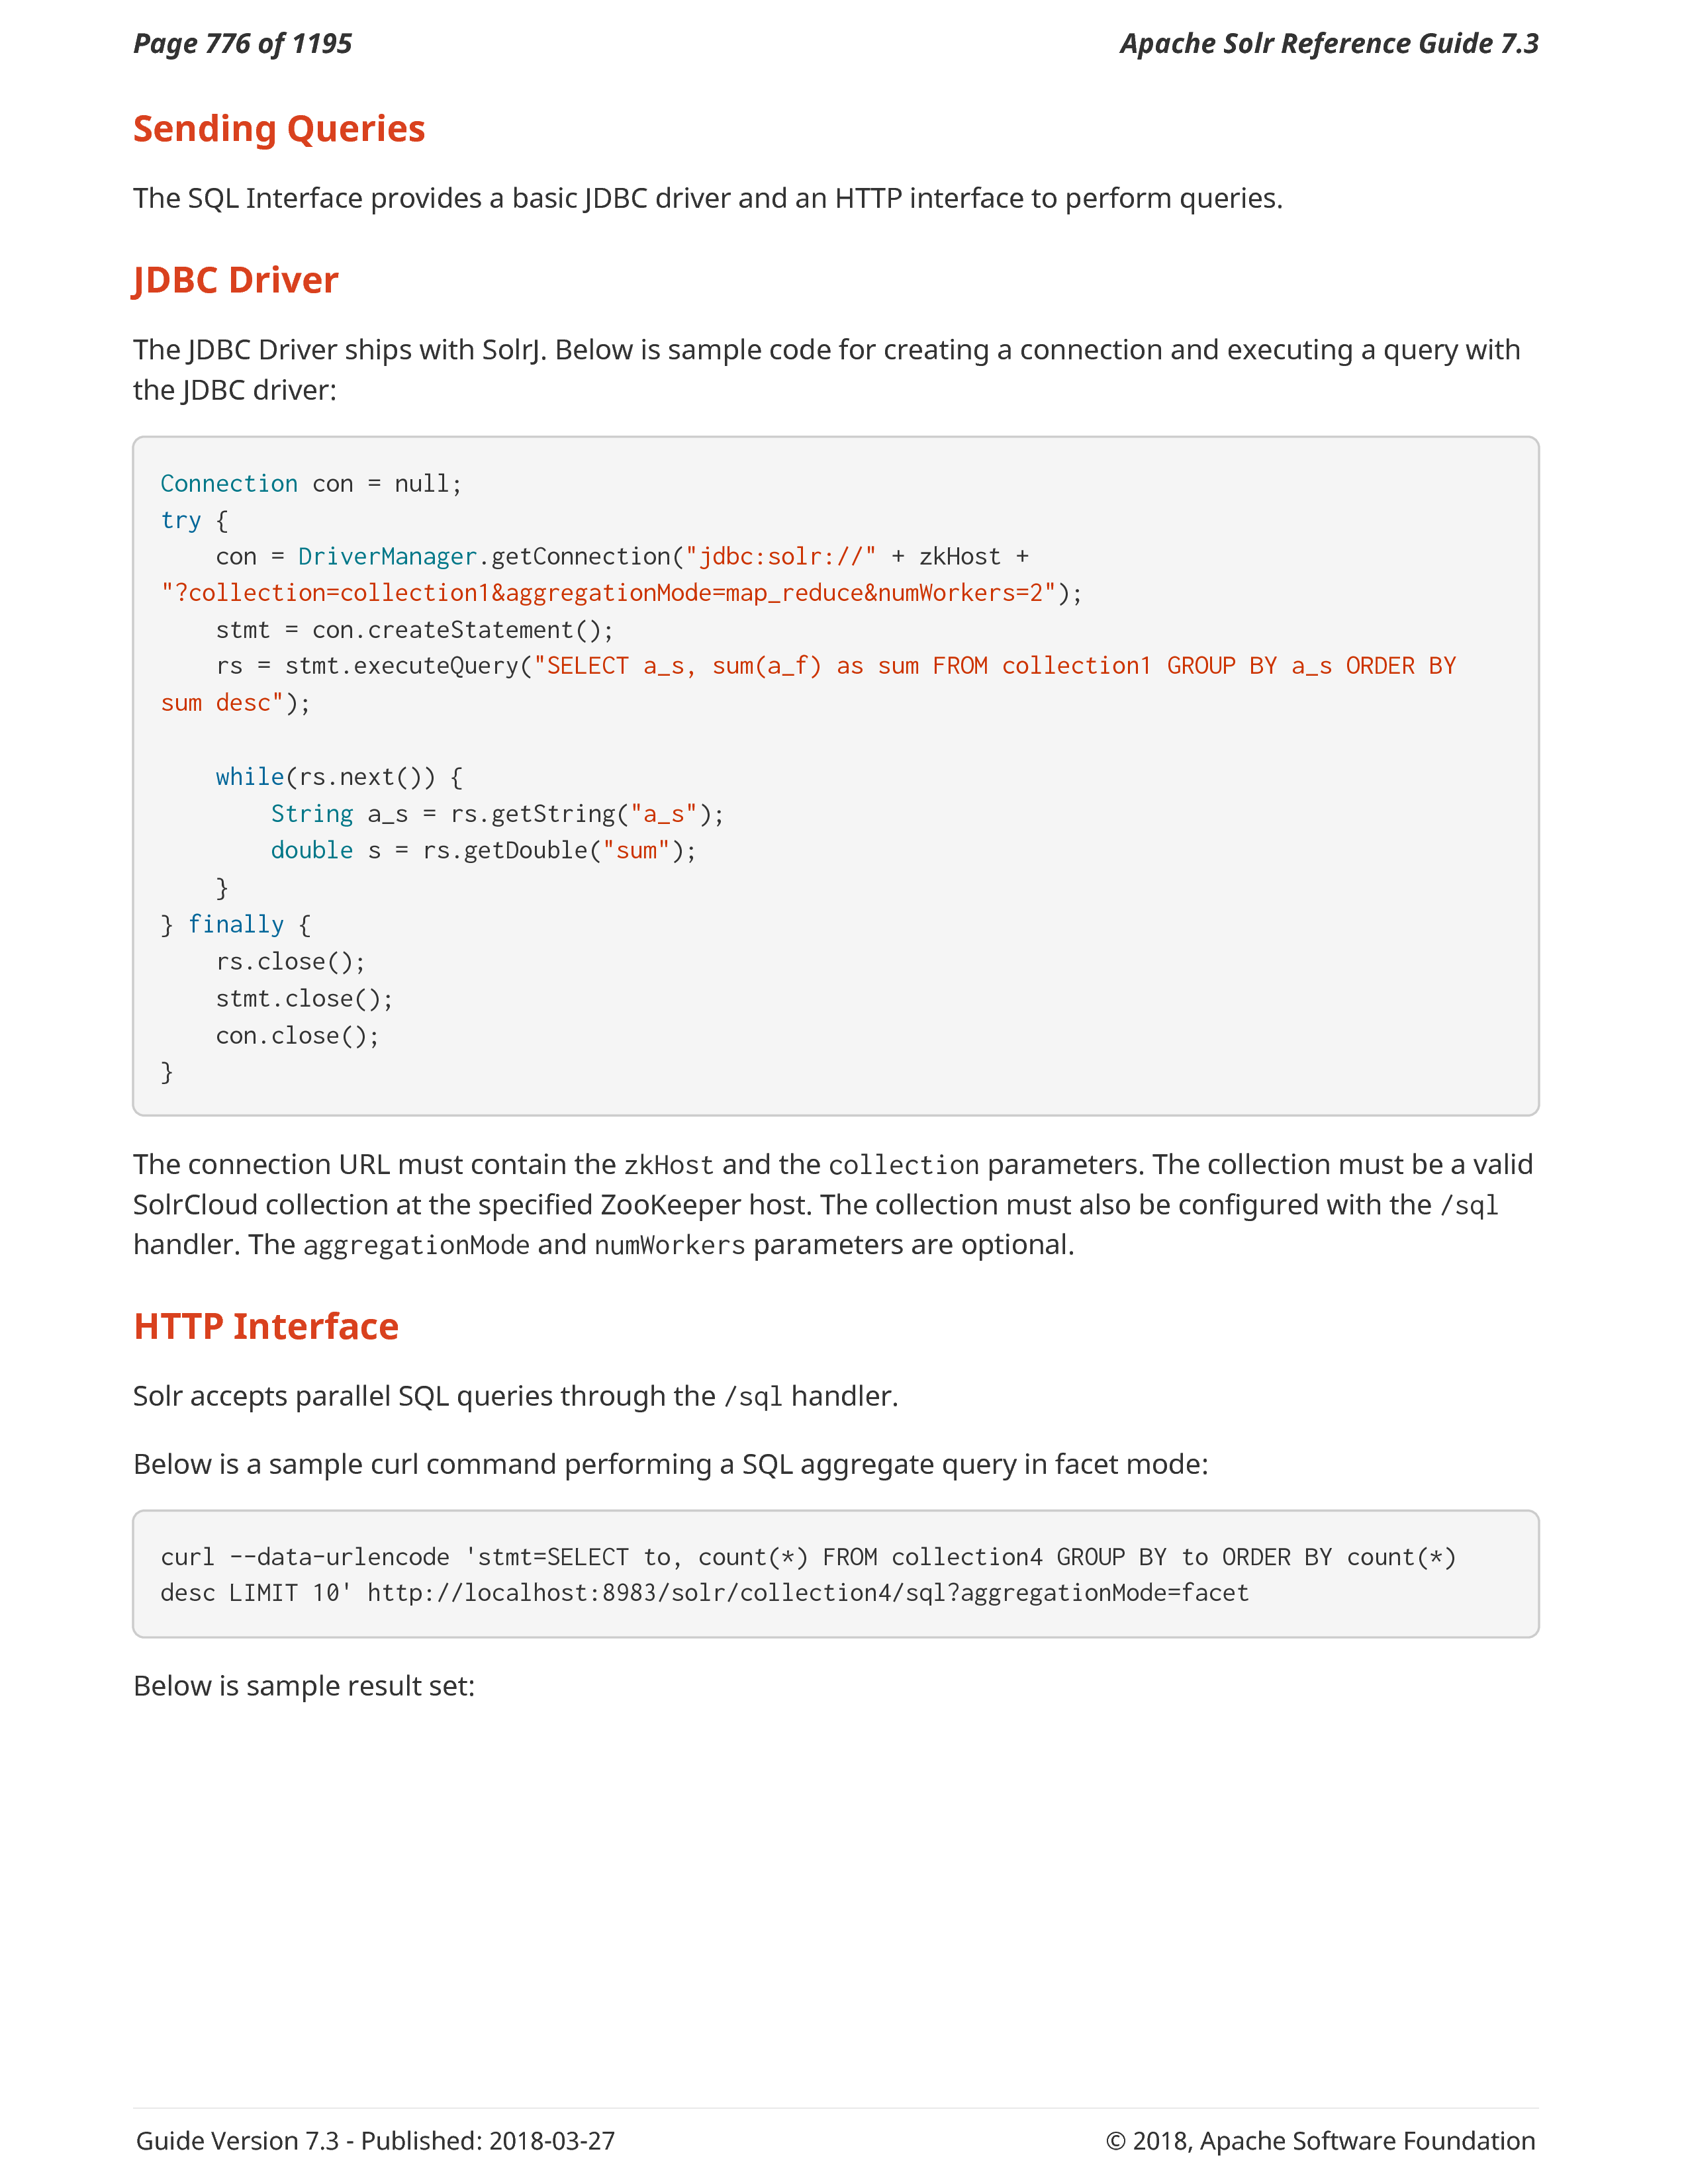 Page 776 of 1195
Apache Solr Reference Guide 7.3
Sending Queries
The SQL Interface provides a basic JDBC driver and an HTTP interface to perform queries.
JDBC Driver
The JDBC Driver ships with SolrJ. Below is sample code for creating a connection and executing a query with
the JDBC driver:
Connection con = null;
try {
    con = DriverManager.getConnection("jdbc:solr://" + zkHost +
"?collection=collection1&aggregationMode=map_reduce&numWorkers=2");
    stmt = con.createStatement();
    rs = stmt.executeQuery("SELECT a_s, sum(a_f) as sum FROM collection1 GROUP BY a_s ORDER BY
sum desc");

    while(rs.next()) {
        String a_s = rs.getString("a_s");
        double s = rs.getDouble("sum");
    }
} finally {
    rs.close();
    stmt.close();
    con.close();
}
The connection URL must contain the zkHost and the collection parameters. The collection must be a valid
SolrCloud collection at the specified ZooKeeper host. The collection must also be configured with the /sql
handler. The aggregationMode and numWorkers parameters are optional.
HTTP Interface
Solr accepts parallel SQL queries through the /sql handler.
Below is a sample curl command performing a SQL aggregate query in facet mode:
curl --data-urlencode 'stmt=SELECT to, count(*) FROM collection4 GROUP BY to ORDER BY count(*)
desc LIMIT 10' http://localhost:8983/solr/collection4/sql?aggregationMode=facet
Below is sample result set:
Guide Version 7.3 - Published: 2018-03-27
© 2018, Apache Software Foundation